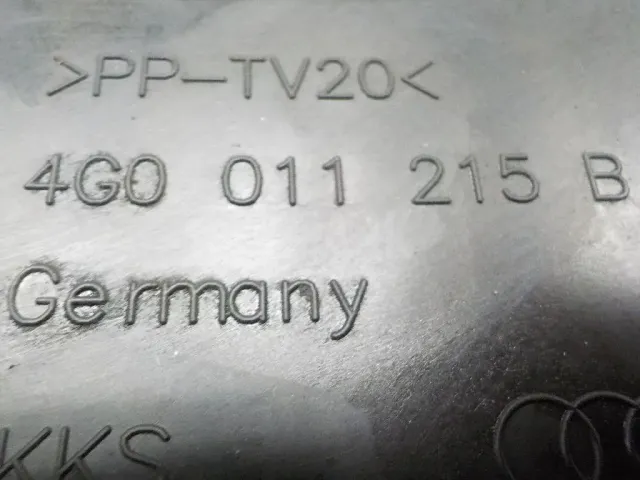 >PP-TV20<
4G0 011 215 B
Germany
KKS